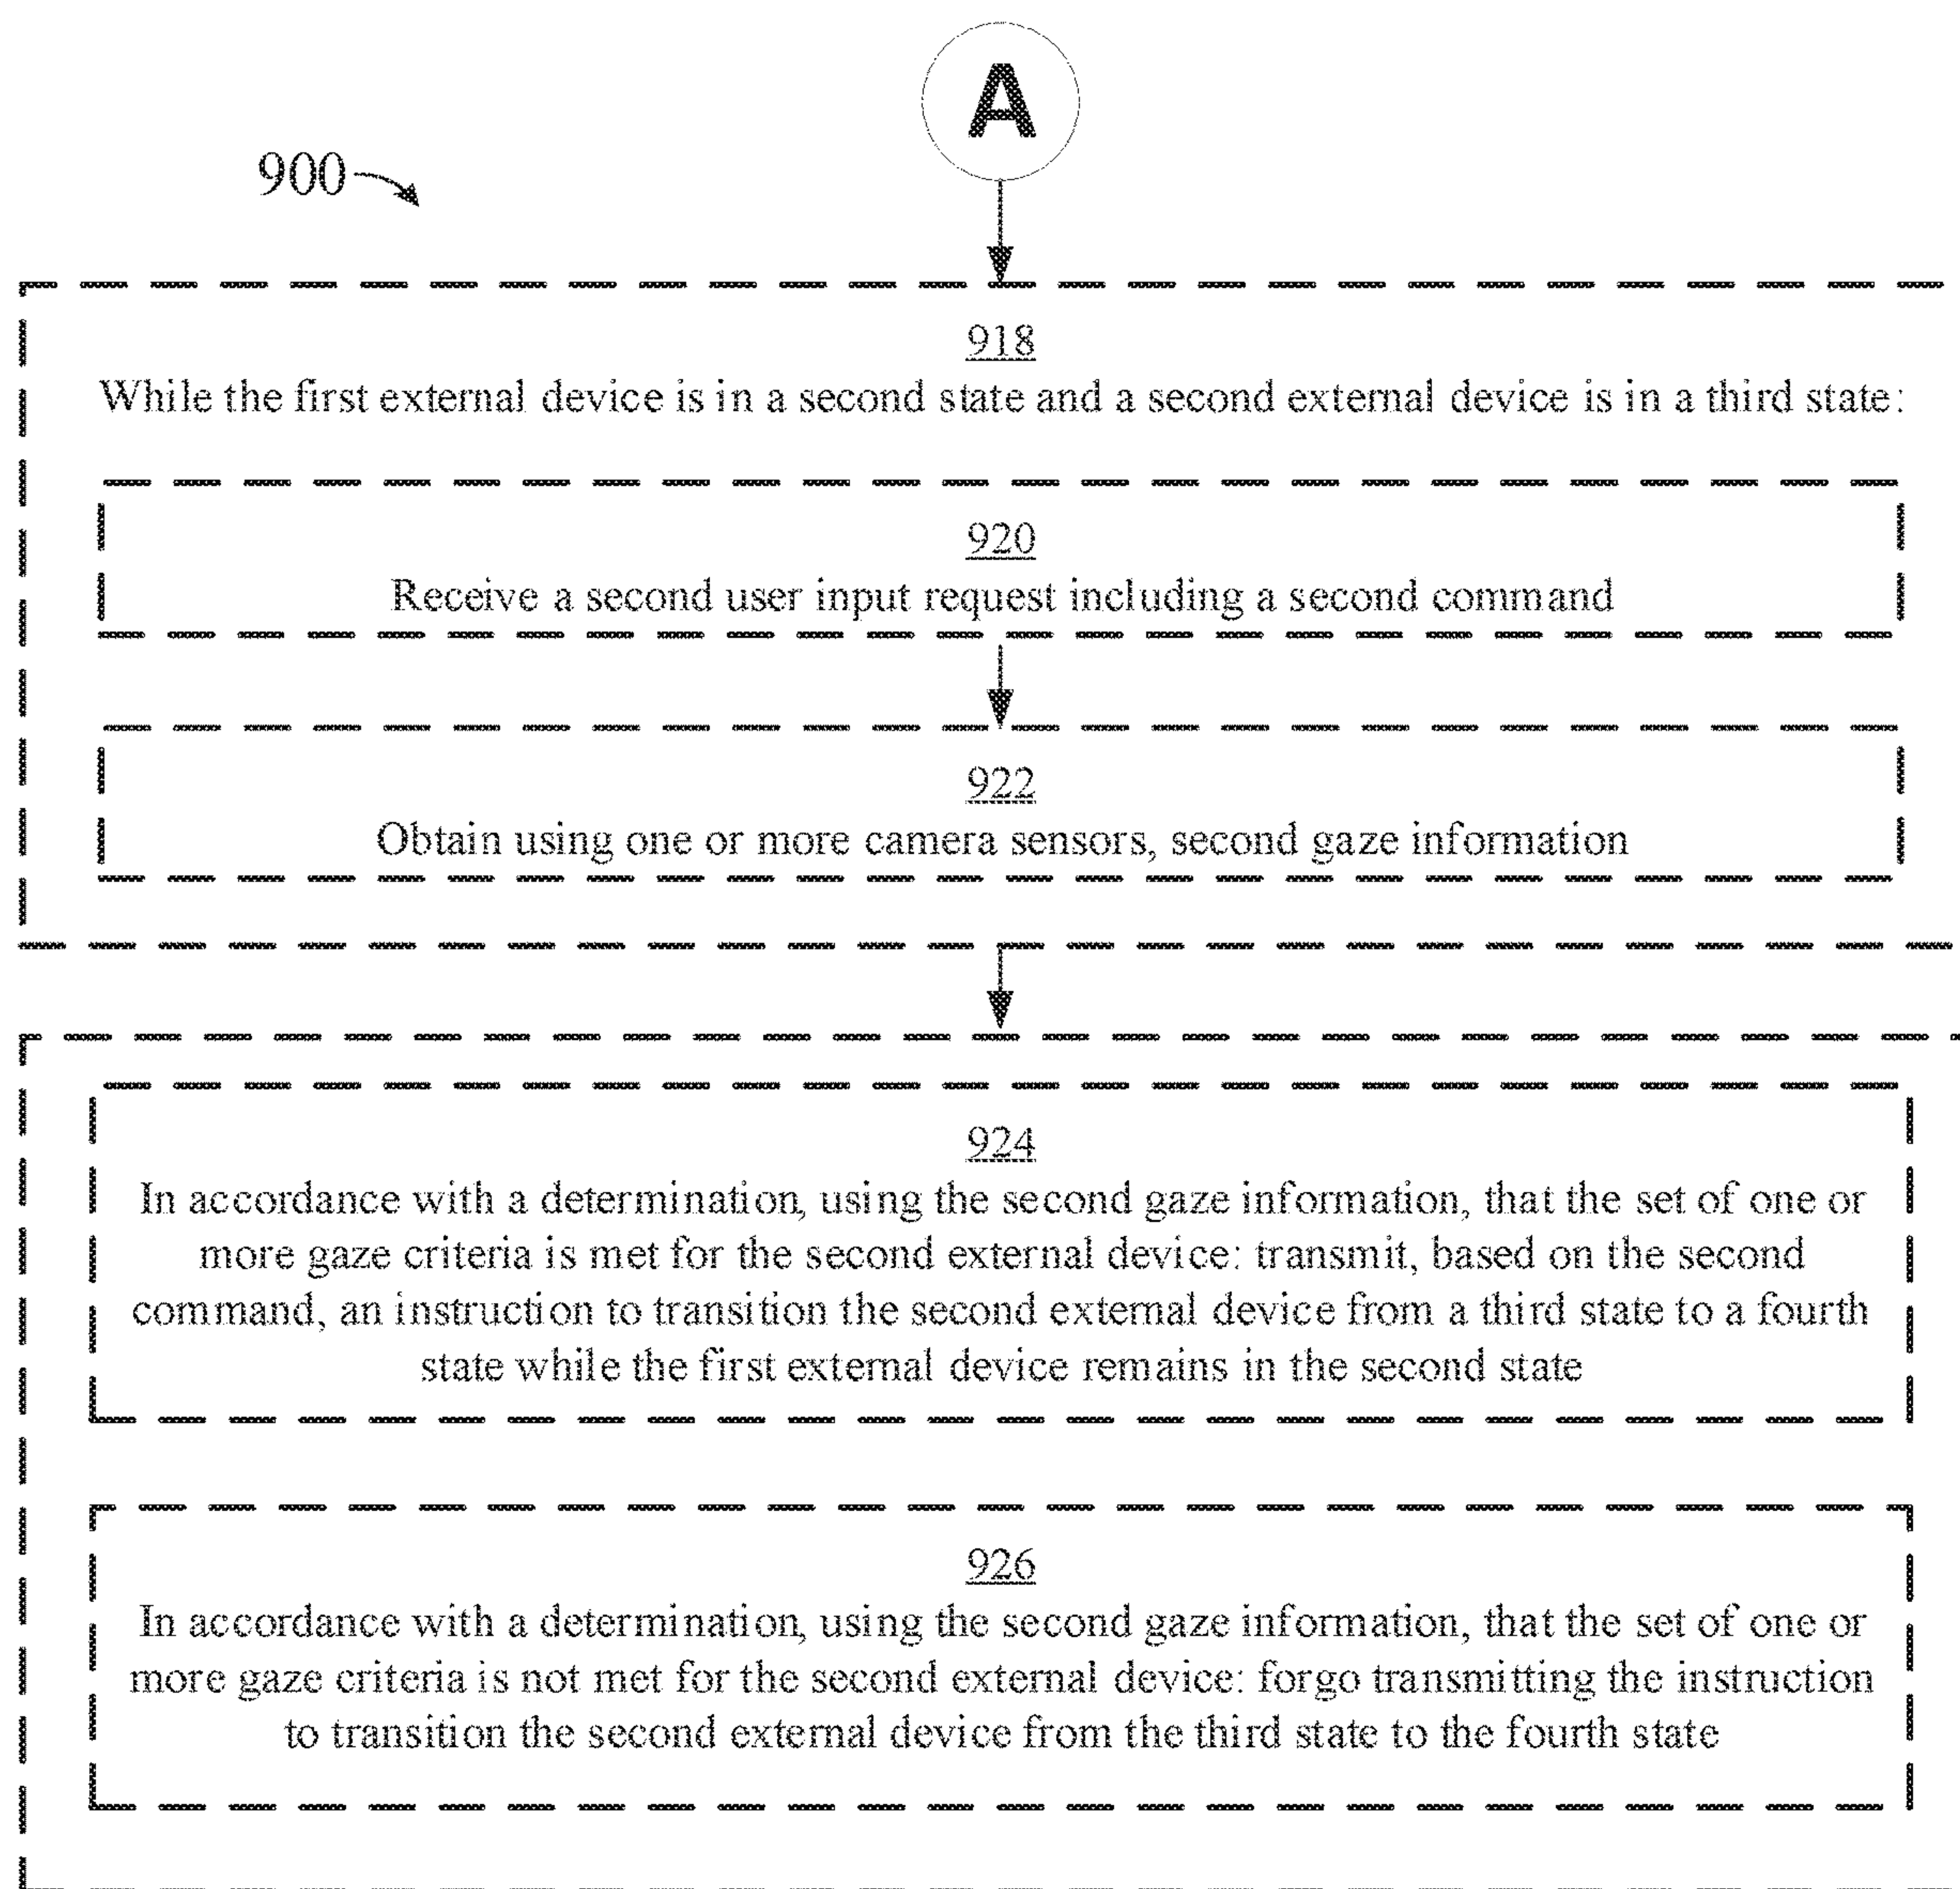 A
900
918
While the first external device is in a second state and a second external device is in a third state:
920
Receive a second user input request including a second command
922
Obtain using one or more camera sensors, second gaze information
924
In accordance with a determination, using the second gaze information, that the set of one or
more gaze criteria is met for the second external device: transmit, based on the second
command, an instruction to transition the second external device from a third state to a fourth
state while the first external device remains in the second state
926
In accordance with a determination, using the second gaze information, that the set of one or
more gaze criteria is not met for the second external device: forgo transmitting the instruction
to transition the second external device from the third state to the fourth state